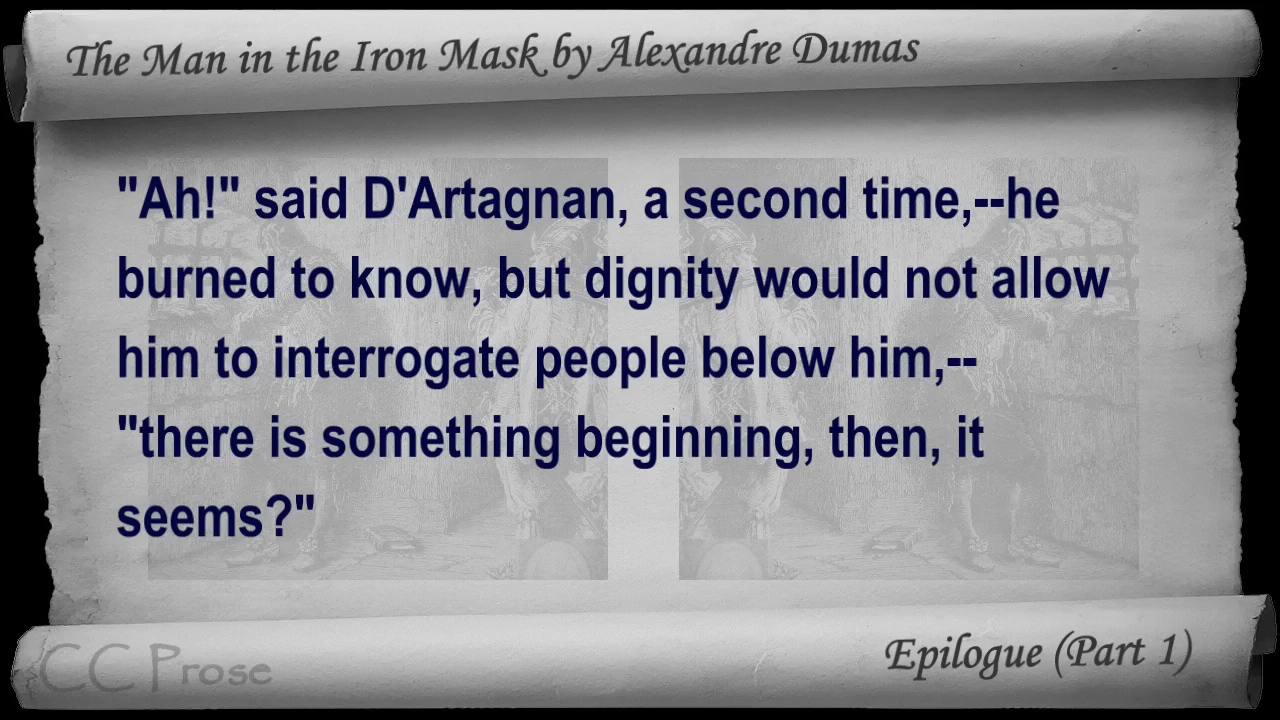 The Man in the Iron Mask by Alexandre Dumas
"Ah!" said D'Artagnan, a second time,--he
burned to know, but dignity would not allow
him to interrogate people below him,--
"there is something beginning, then, it
seems?"
CC Prose
Epilogue (Part 1)